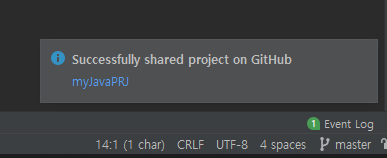 Successfully shared project on GitHub
myJavaPRJ
1 Event Log
14:1 (1 char) CRLF UTF-8 4 spaces master